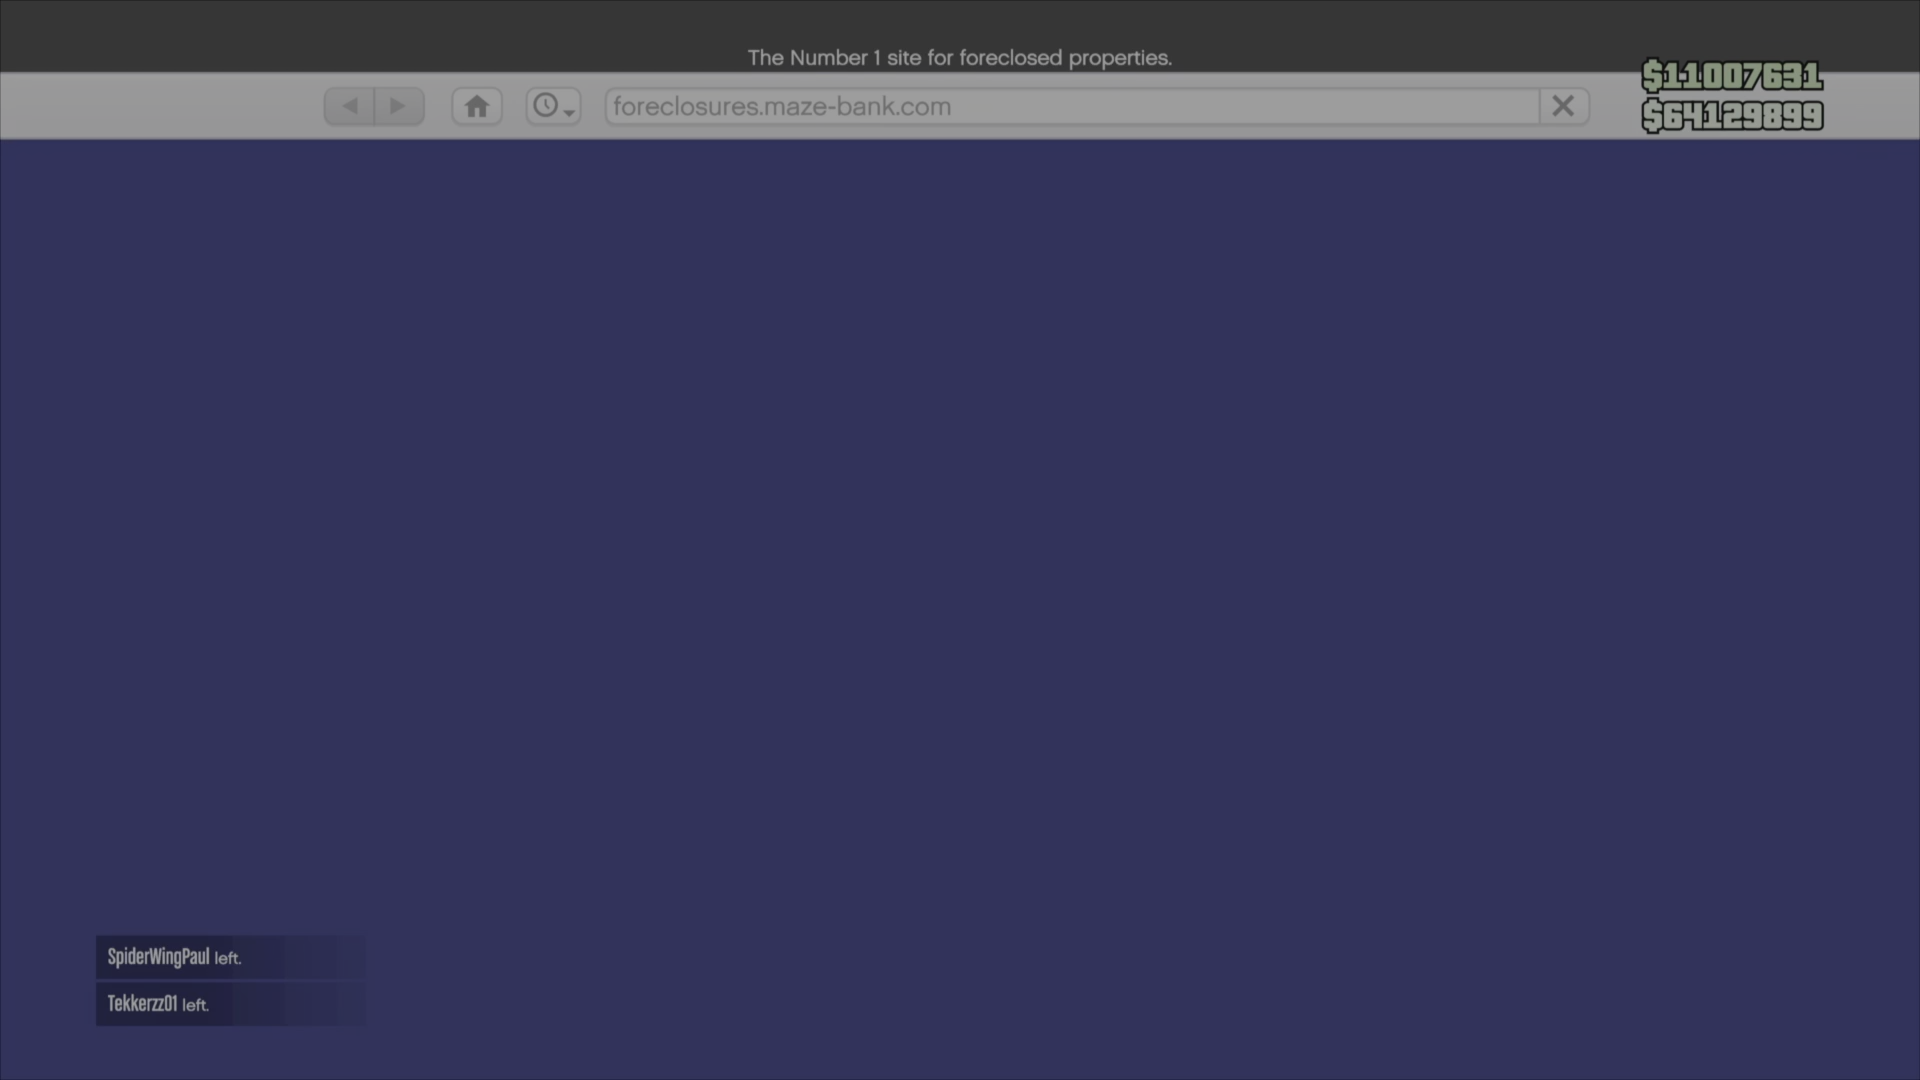 The Number 1 site for foreclosed properties.
$11007631
foreclosures.maze-bank.com
$64129899
SpiderWingPaul left.
Tekkerzz01 left.